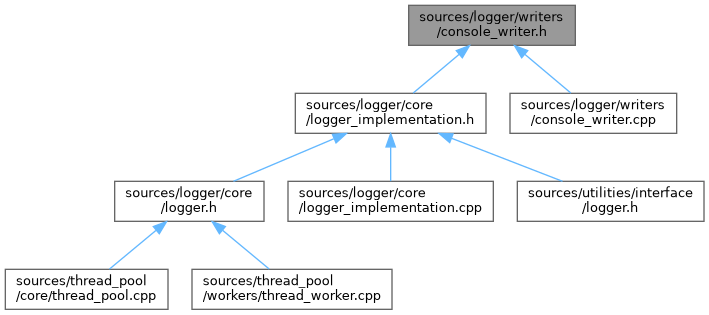 sources/logger/writers
/console_writer.h
sources/logger/core
/logger_implementation.h
sources/logger/writers
/console_writer.cpp
sources/logger/core
/logger.h
sources/logger/core
/logger_implementation.cpp
sources/utilities/interface
/logger.h
sources/thread_pool
/core/thread_pool.cpp
sources/thread_pool
/workers/thread_worker.cpp